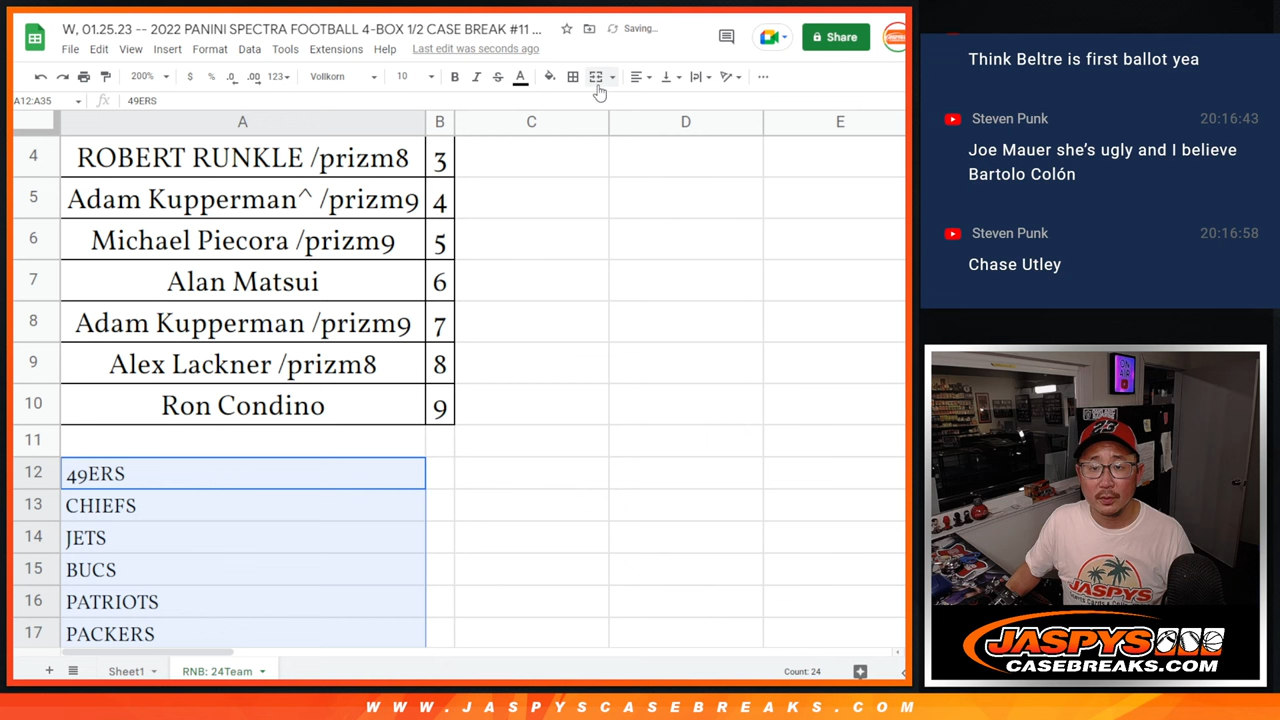 W, 01.25.23 -- 2022 PANINI SPECTRA FOOTBALL 4-BOX 1/2 CASE BREAK #11 ...
Saving...
File Edit View Insert Format Data Tools Extensions Help Last edit was seconds ago
Share
200% $ % .0 .00 123 Vollkorn 10 B I S A
A12:A35 fx 49ERS
A B C D E
4 ROBERT RUNKLE /prizm8 3
5 Adam Kupperman^ /prizm9 4
6 Michael Piecora /prizm9 5
7 Alan Matsui 6
8 Adam Kupperman /prizm9 7
9 Alex Lackner /prizm8 8
10 Ron Condino 9
11
12 49ERS
13 CHIEFS
14 JETS
15 BUCS
16 PATRIOTS
17 PACKERS
Sheet1 RNB: 24Team Count: 24
Think Beltre is first ballot yea
Steven Punk 20:16:43
Joe Mauer she's ugly and I believe
Bartolo Colón
Steven Punk 20:16:58
Chase Utley
ON
AIR
JASPYS
JASPYS
CASEBREAKS.COM
WWW.JASPYSCASEBREAKS.COM